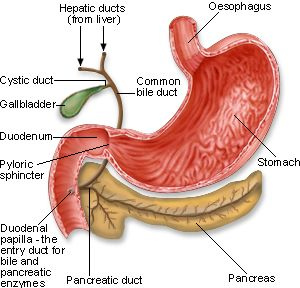 Hepatic ducts
(from liver)
Oesophagus
Cystic duct
Common
bile duct
Gallbladder
Duodenum
Pyloric
sphincter
Stomach
Duodenal
papilla - the
entry duct for
bile and
pancreatic
enzymes
Pancreatic duct
Pancreas